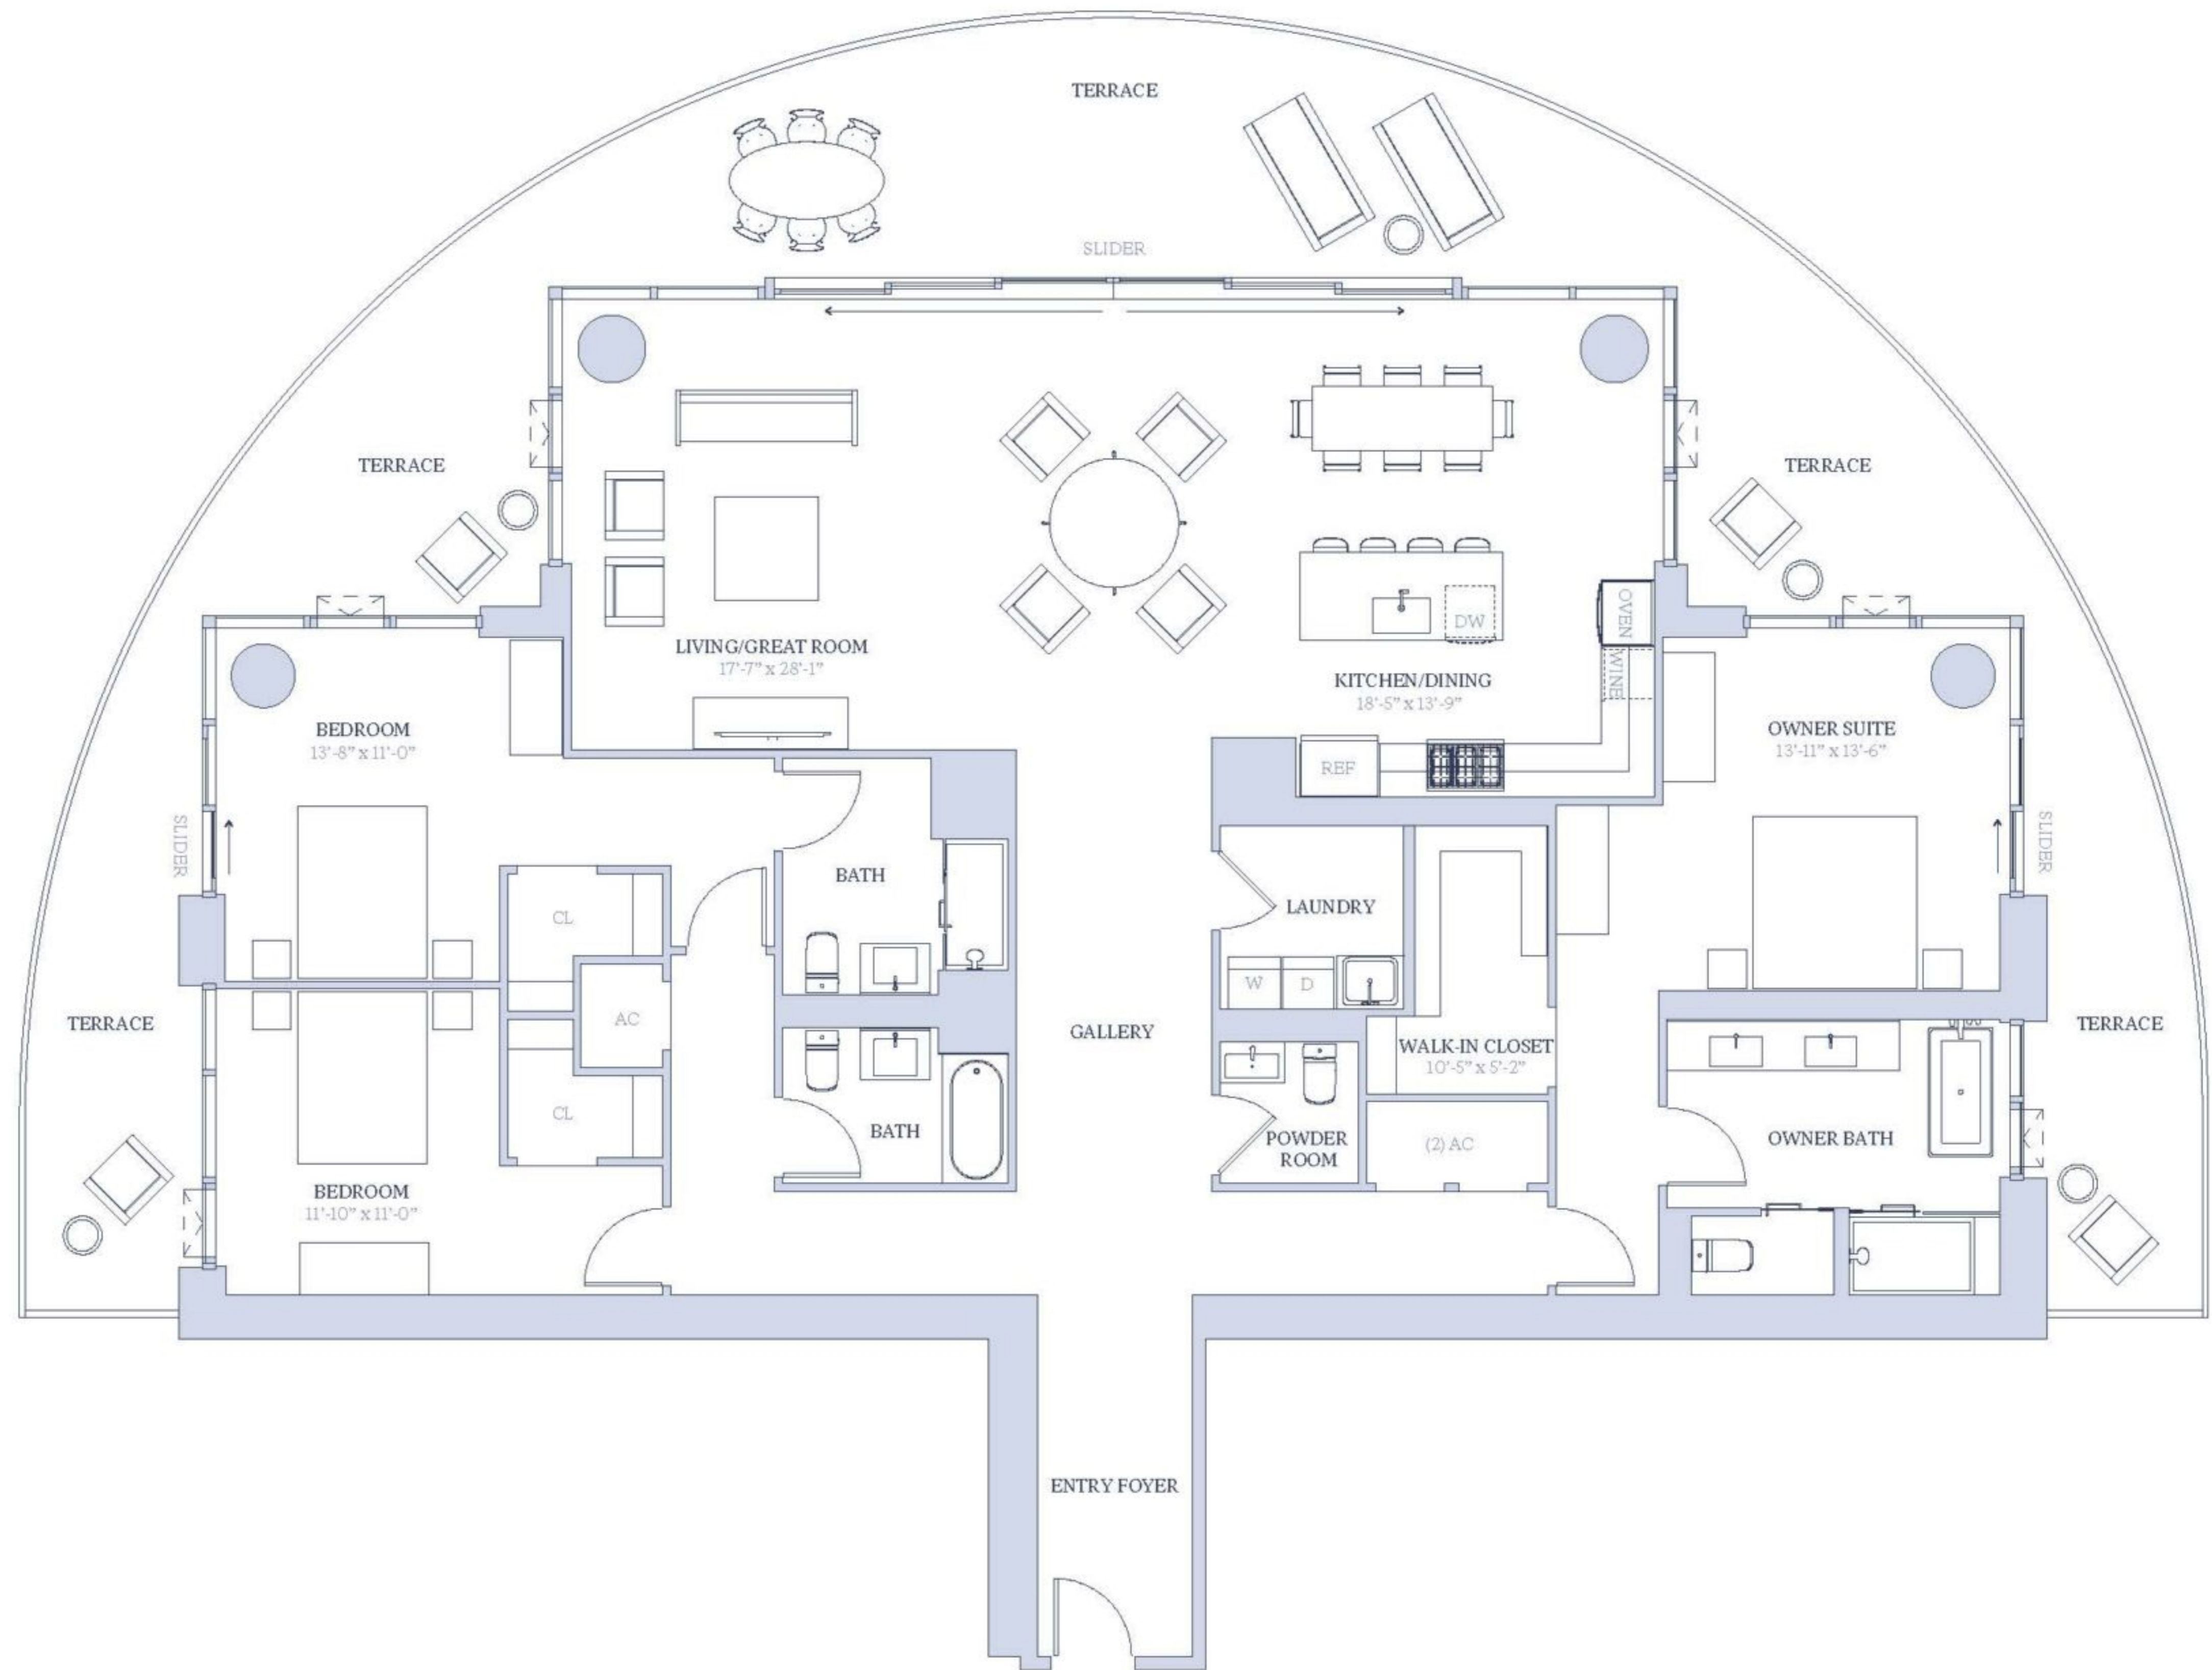 TERRACE
SLIDER
TERRACE
TERRACE
OVEN
DW
LIVING/GREAT ROOM
17'-7" x 28'-1"
WINE
KITCHEN/DINING
18'-5" x 13'-9"
BEDROOM
13'-8" x 11'-0"
OWNER SUITE
13'-11" x 13'-6"
REF
SLIDER
SLIDER
BATH
LAUNDRY
CL
W
D
AC
TERRACE
GALLERY
TERRACE
WALK-IN CLOSET
10'-5" x 5'-2"
CL
BATH
POWDER
ROOM
(2) AC
OWNER BATH
BEDROOM
11'-10" x 11'-0"
ENTRY FOYER